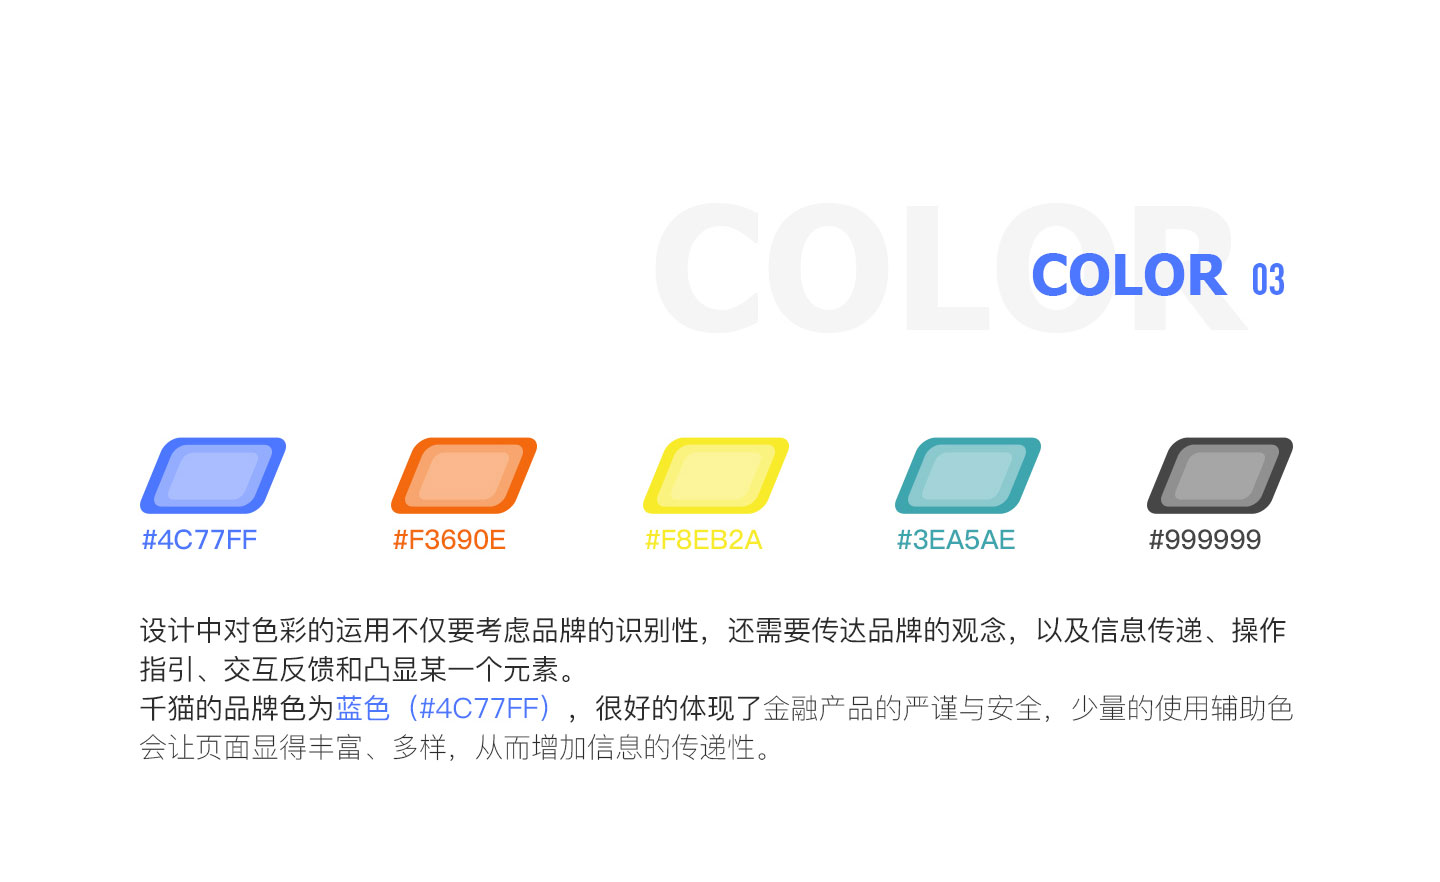 COLOR
COLOR 03
#4C77FF #F3690E #F8EB2A #3EA5AE #999999
设计中对色彩的运用不仅要考虑品牌的识别性，还需要传达品牌的观念，以及信息传递、操作
指引、交互反馈和凸显某一个元素。
千猫的品牌色为蓝色（#4C77FF），很好的体现了金融产品的严谨与安全，少量的使用辅助色
会让页面显得丰富、多样，从而增加信息的传递性。